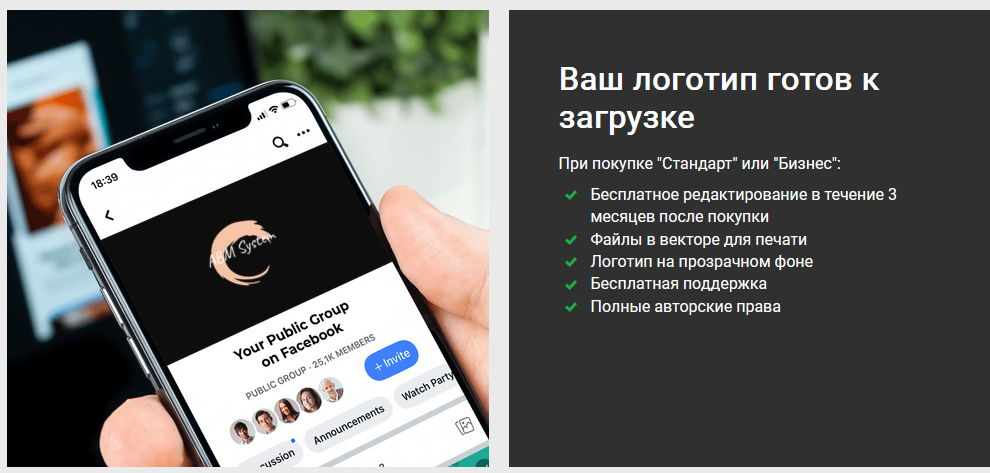 18:39
ABM System
Your Public Group
on Facebook
PUBLIC GROUP · 25,1K MEMBERS
+ Invite
cussion
Announcements
Watch Party
Ваш логотип готов к
загрузке
При покупке "Стандарт" или "Бизнес":
Бесплатное редактирование в течение 3
месяцев после покупки
Файлы в векторе для печати
Логотип на прозрачном фоне
Бесплатная поддержка
Полные авторские права